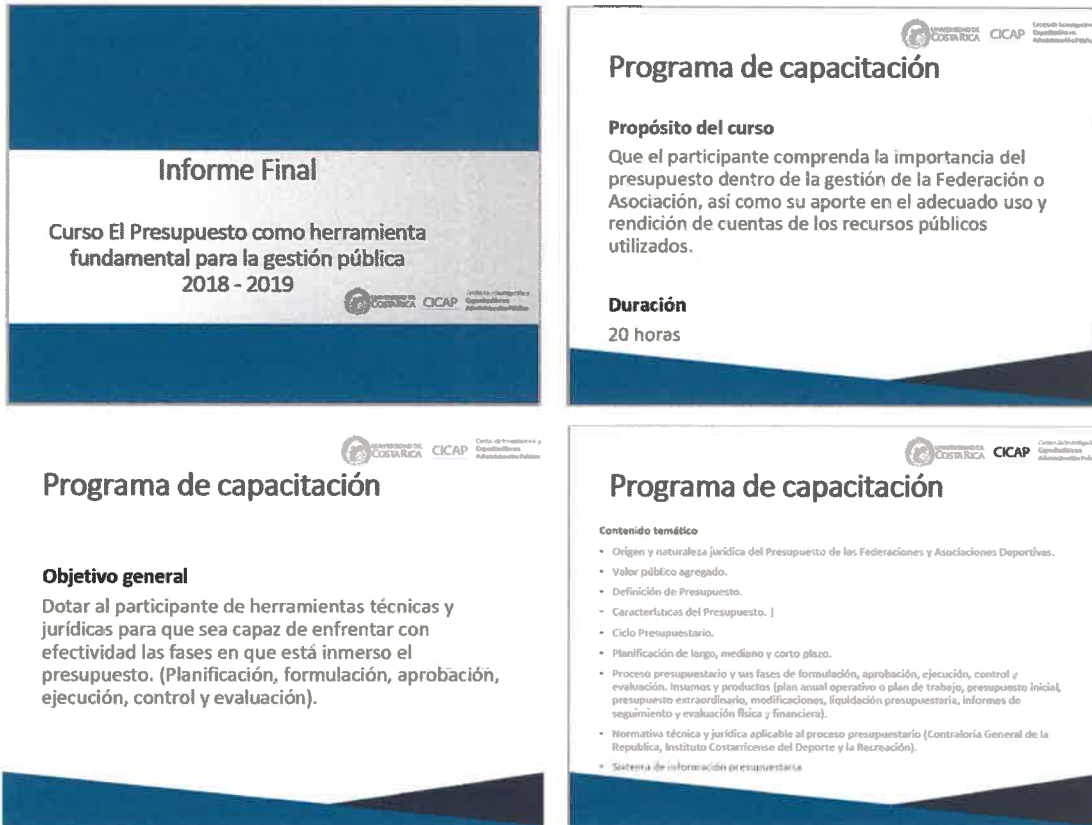 Informe Final
Curso El Presupuesto como herramienta
fundamental para la gestión pública
2018 - 2019
UNIVERSIDAD DE
COSTA RICA CICAP
UNIVERSIDAD DE
COSTA RICA CICAP
Programa de capacitación
Propósito del curso
Que el participante comprenda la importancia del
presupuesto dentro de la gestión de la Federación o
Asociación, así como su aporte en el adecuado uso y
rendición de cuentas de los recursos públicos
utilizados.
Duración
20 horas
UNIVERSIDAD DE
COSTA RICA CICAP
Programa de capacitación
Objetivo general
Dotar al participante de herramientas técnicas y
jurídicas para que sea capaz de enfrentar con
efectividad las fases en que está inmerso el
presupuesto. (Planificación, formulación, aprobación,
ejecución, control y evaluación).
UNIVERSIDAD DE
COSTA RICA CICAP
Programa de capacitación
Contenido temático
• Origen y naturaleza jurídica del Presupuesto de las Federaciones y Asociaciones Deportivas.
• Valor público agregado.
• Definición de Presupuesto.
• Características del Presupuesto. ]
• Ciclo Presupuestario.
• Planificación de largo, mediano y corto plazo.
• Proceso presupuestario y sus fases de formulación, aprobación, ejecución, control y
evaluación. Insumos y productos (plan anual operativo o plan de trabajo, presupuesto inicial,
presupuesto extraordinario, modificaciones, liquidación presupuestaria, informes de
seguimiento y evaluación física y financiera).
• Normativa técnica y jurídica aplicable al proceso presupuestario (Contraloría General de la
Republica, Instituto Costarricense del Deporte y la Recreación).
• Sistema de información presupuestaria